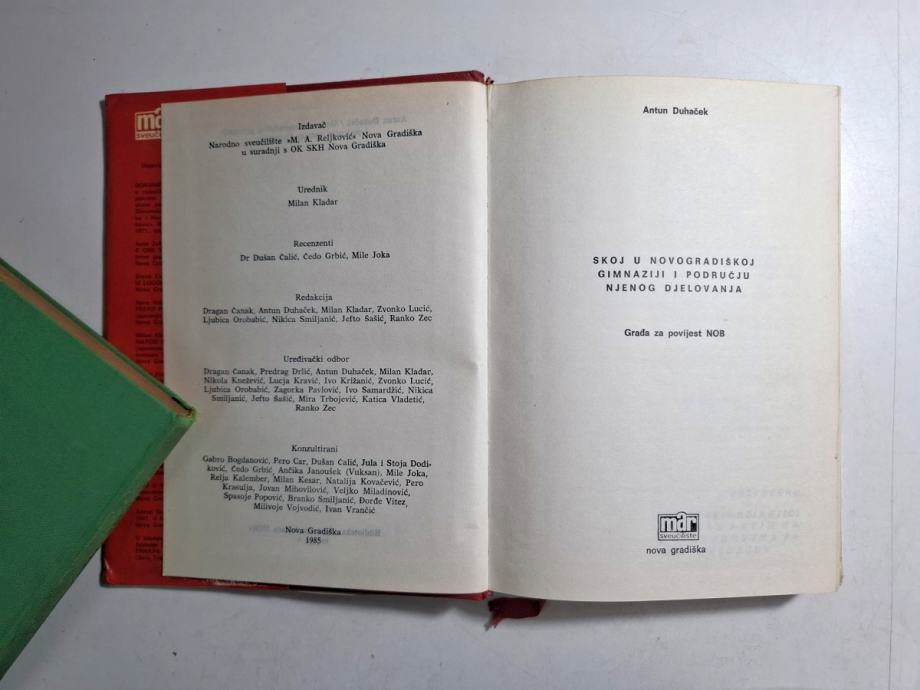 Izdavač
Narodno sveučilište »M. A. Reljković« Nova Gradiška
u suradnji s OK SKH Nova Gradiška
Urednik
Milan Kladar
Recenzenti
Dr Dušan Čalić, Čedo Grbić, Mile Joka
Redakcija
Dragan Čanak, Antun Duhaček, Milan Kladar, Zvonko Lucić,
Ljubica Orobabić, Nikica Smiljanić, Jefto Šašić, Ranko Zec
Uređivački odbor
Dragan Čanak, Predrag Drlić, Antun Duhaček, Milan Kladar,
Nikola Knežević, Lucja Kravić, Ivo Križanić, Zvonko Lucić,
Ljubica Orobabić, Zagorka Pavlović, Ivo Samardžić, Nikica
Smiljanić, Jefto Šašić, Mira Trbojević, Katica Vladetić,
Ranko Zec
Konzultirani
Gabro Bogdanović, Pero Car, Dušan Čalić, Jula i Stoja Dodi-
ković, Čedo Grbić, Ančika Janoušek (Vuksan), Mile Joka,
Relja Kalember, Milan Kesar, Natalija Kovačević, Pero
Krasulja, Jovan Mihovilović, Veljko Miladinović,
Spasoje Popović, Branko Smiljanić, Đorđe Vitez,
Milivoje Vojvodić, Ivan Vrančić
Nova Gradiška
1985
Antun Duhaček
SKOJ U NOVOGRADIŠKOJ
GIMNAZIJI I PODRUČJU
NJENOG DJELOVANJA
Građa za povijest NOB
mar
sveučilište
nova gradiška